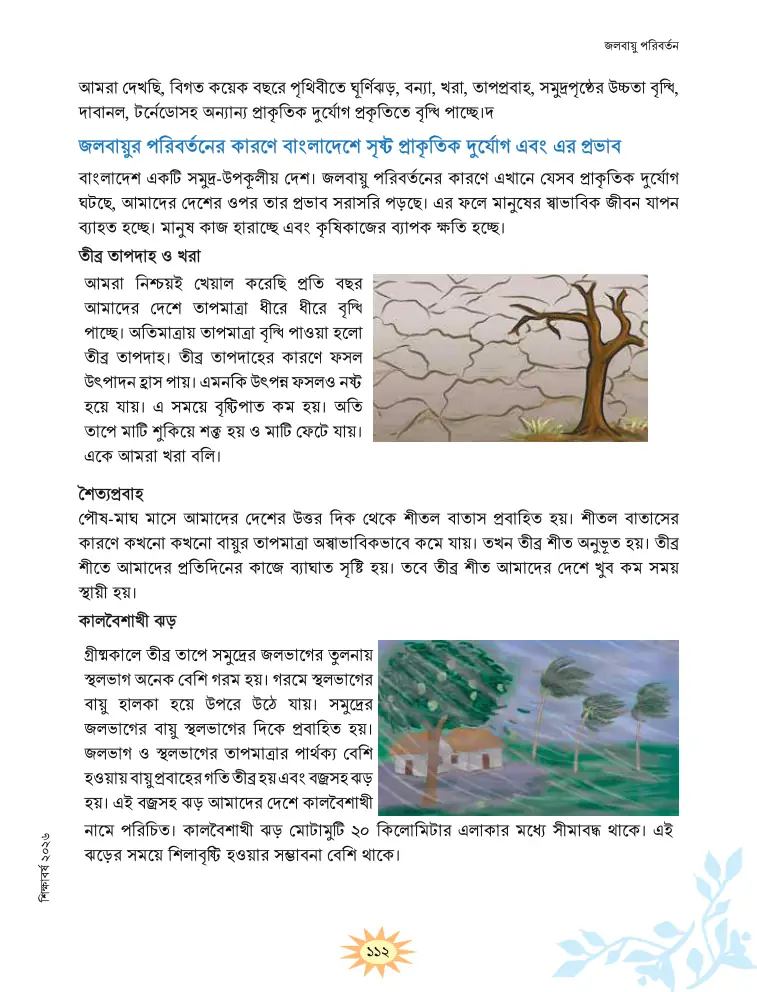 জলবায়ু পরিবর্তন
আমরা দেখছি, বিগত কয়েক বছরে পৃথিবীতে ঘূর্ণিঝড়, বন্যা, খরা, তাপপ্রবাহ, সমুদ্রপৃষ্ঠের উচ্চতা বৃদ্ধি,
দাবানল, টর্নেডোসহ অন্যান্য প্রাকৃতিক দুর্যোগ প্রকৃতিতে বৃদ্ধি পাচ্ছে।দ
জলবায়ুর পরিবর্তনের কারণে বাংলাদেশে সৃষ্ট প্রাকৃতিক দুর্যোগ এবং এর প্রভাব
বাংলাদেশ একটি সমুদ্র-উপকূলীয় দেশ। জলবায়ু পরিবর্তনের কারণে এখানে যেসব প্রাকৃতিক দুর্যোগ
ঘটছে, আমাদের দেশের ওপর তার প্রভাব সরাসরি পড়ছে। এর ফলে মানুষের স্বাভাবিক জীবন যাপন
ব্যাহত হচ্ছে। মানুষ কাজ হারাচ্ছে এবং কৃষিকাজের ব্যাপক ক্ষতি হচ্ছে।
তীব্র তাপদাহ ও খরা
আমরা নিশ্চয়ই খেয়াল করেছি প্রতি বছর
আমাদের দেশে তাপমাত্রা ধীরে ধীরে বৃদ্ধি
পাচ্ছে। অতিমাত্রায় তাপমাত্রা বৃদ্ধি পাওয়া হলো
তীব্র তাপদাহ। তীব্র তাপদাহের কারণে ফসল
উৎপাদন হ্রাস পায়। এমনকি উৎপন্ন ফসলও নষ্ট
হয়ে যায়। এ সময়ে বৃষ্টিপাত কম হয়। অতি
তাপে মাটি শুকিয়ে শক্ত হয় ও মাটি ফেটে যায়।
একে আমরা খরা বলি।
শৈত্যপ্রবাহ
পৌষ-মাঘ মাসে আমাদের দেশের উত্তর দিক থেকে শীতল বাতাস প্রবাহিত হয়। শীতল বাতাসের
কারণে কখনো কখনো বায়ুর তাপমাত্রা অস্বাভাবিকভাবে কমে যায়। তখন তীব্র শীত অনুভূত হয়। তীব্র
শীতে আমাদের প্রতিদিনের কাজে ব্যাঘাত সৃষ্টি হয়। তবে তীব্র শীত আমাদের দেশে খুব কম সময়
স্থায়ী হয়।
কালবৈশাখী ঝড়
গ্রীষ্মকালে তীব্র তাপে সমুদ্রের জলভাগের তুলনায়
স্থলভাগ অনেক বেশি গরম হয়। গরমে স্থলভাগের
বায়ু হালকা হয়ে উপরে উঠে যায়। সমুদ্রের
জলভাগের বায়ু স্থলভাগের দিকে প্রবাহিত হয়।
জলভাগ ও স্থলভাগের তাপমাত্রার পার্থক্য বেশি
হওয়ায় বায়ুপ্রবাহের গতি তীব্র হয় এবং বজ্রসহ ঝড়
হয়। এই বজ্রসহ ঝড় আমাদের দেশে কালবৈশাখী
নামে পরিচিত। কালবৈশাখী ঝড় মোটামুটি ২০ কিলোমিটার এলাকার মধ্যে সীমাবদ্ধ থাকে। এই
ঝড়ের সময়ে শিলাবৃষ্টি হওয়ার সম্ভাবনা বেশি থাকে।
শিক্ষাবর্ষ ২০২৬
১১২